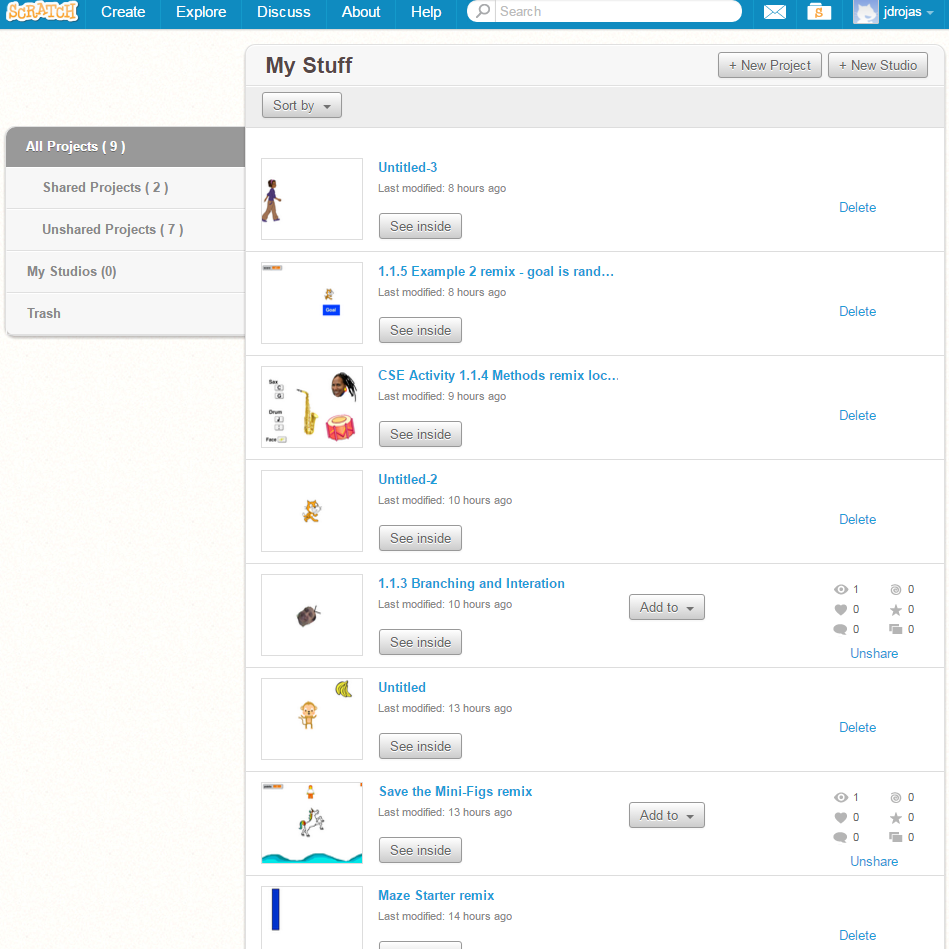 SCRATCH Create Explore Discuss About Help Search jdrojas
My Stuff
+ New Project + New Studio
Sort by
All Projects ( 9 )
Shared Projects ( 2 )
Unshared Projects ( 7 )
My Studios (0)
Trash
Untitled-3
Last modified: 8 hours ago
See inside
Delete
1.1.5 Example 2 remix - goal is rand...
Last modified: 8 hours ago
See inside
Delete
Goal
CSE Activity 1.1.4 Methods remix loc...
Last modified: 9 hours ago
See inside
Delete
Sax
C
G
Drum
Face
Untitled-2
Last modified: 10 hours ago
See inside
Delete
1.1.3 Branching and Interation
Last modified: 10 hours ago
See inside
Add to
1 0
0 0
0 0
Unshare
Untitled
Last modified: 13 hours ago
See inside
Delete
Save the Mini-Figs remix
Last modified: 13 hours ago
See inside
Add to
1 0
0 0
0 0
Unshare
Maze Starter remix
Last modified: 14 hours ago
Delete